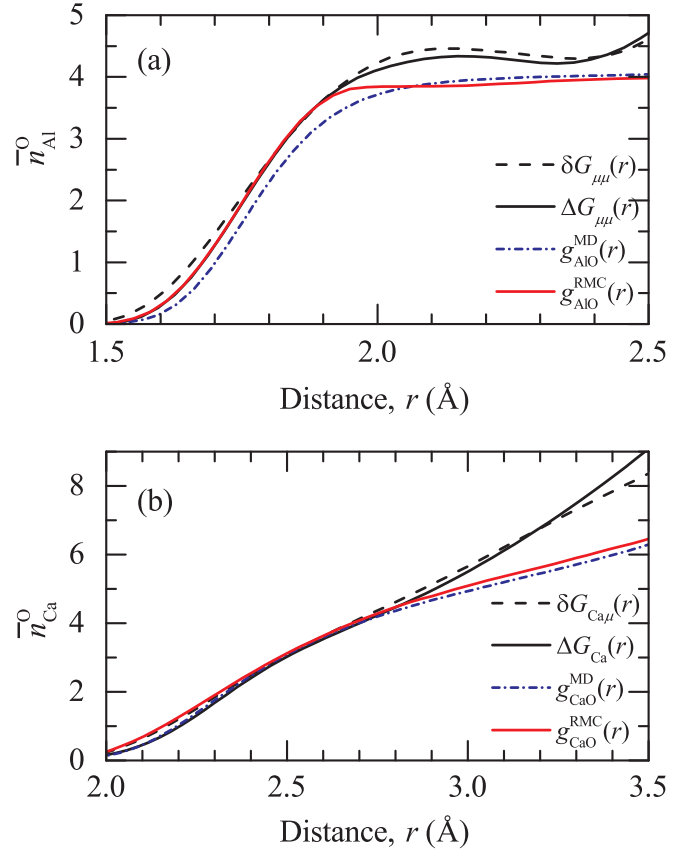 5
(a)
4
3
n̅ᴼ_Al
2
1
0
δG_μμ(r)
ΔG_μμ(r)
g^MD_AlO(r)
g^RMC_AlO(r)
1.5 2.0 2.5
Distance, r (Å)
8
(b)
6
n̅ᴼ_Ca
4
2
0
δG_Caμ(r)
ΔG_Ca(r)
g^MD_CaO(r)
g^RMC_CaO(r)
2.0 2.5 3.0 3.5
Distance, r (Å)